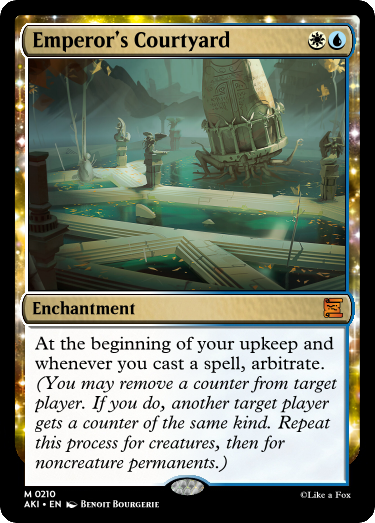 Emperor's Courtyard
Enchantment
At the beginning of your upkeep and
whenever you cast a spell, arbitrate.
(You may remove a counter from target
player. If you do, another target player
gets a counter of the same kind. Repeat
this process for creatures, then for
noncreature permanents.)
M 0210
AKI • EN Benoit Bourgerie
©Like a Fox